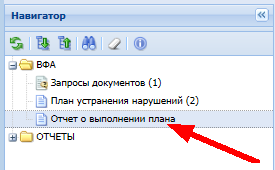 Навигатор
ВФА
Запросы документов (1)
План устранения нарушений (2)
Отчет о выполнении плана
ОТЧЕТЫ